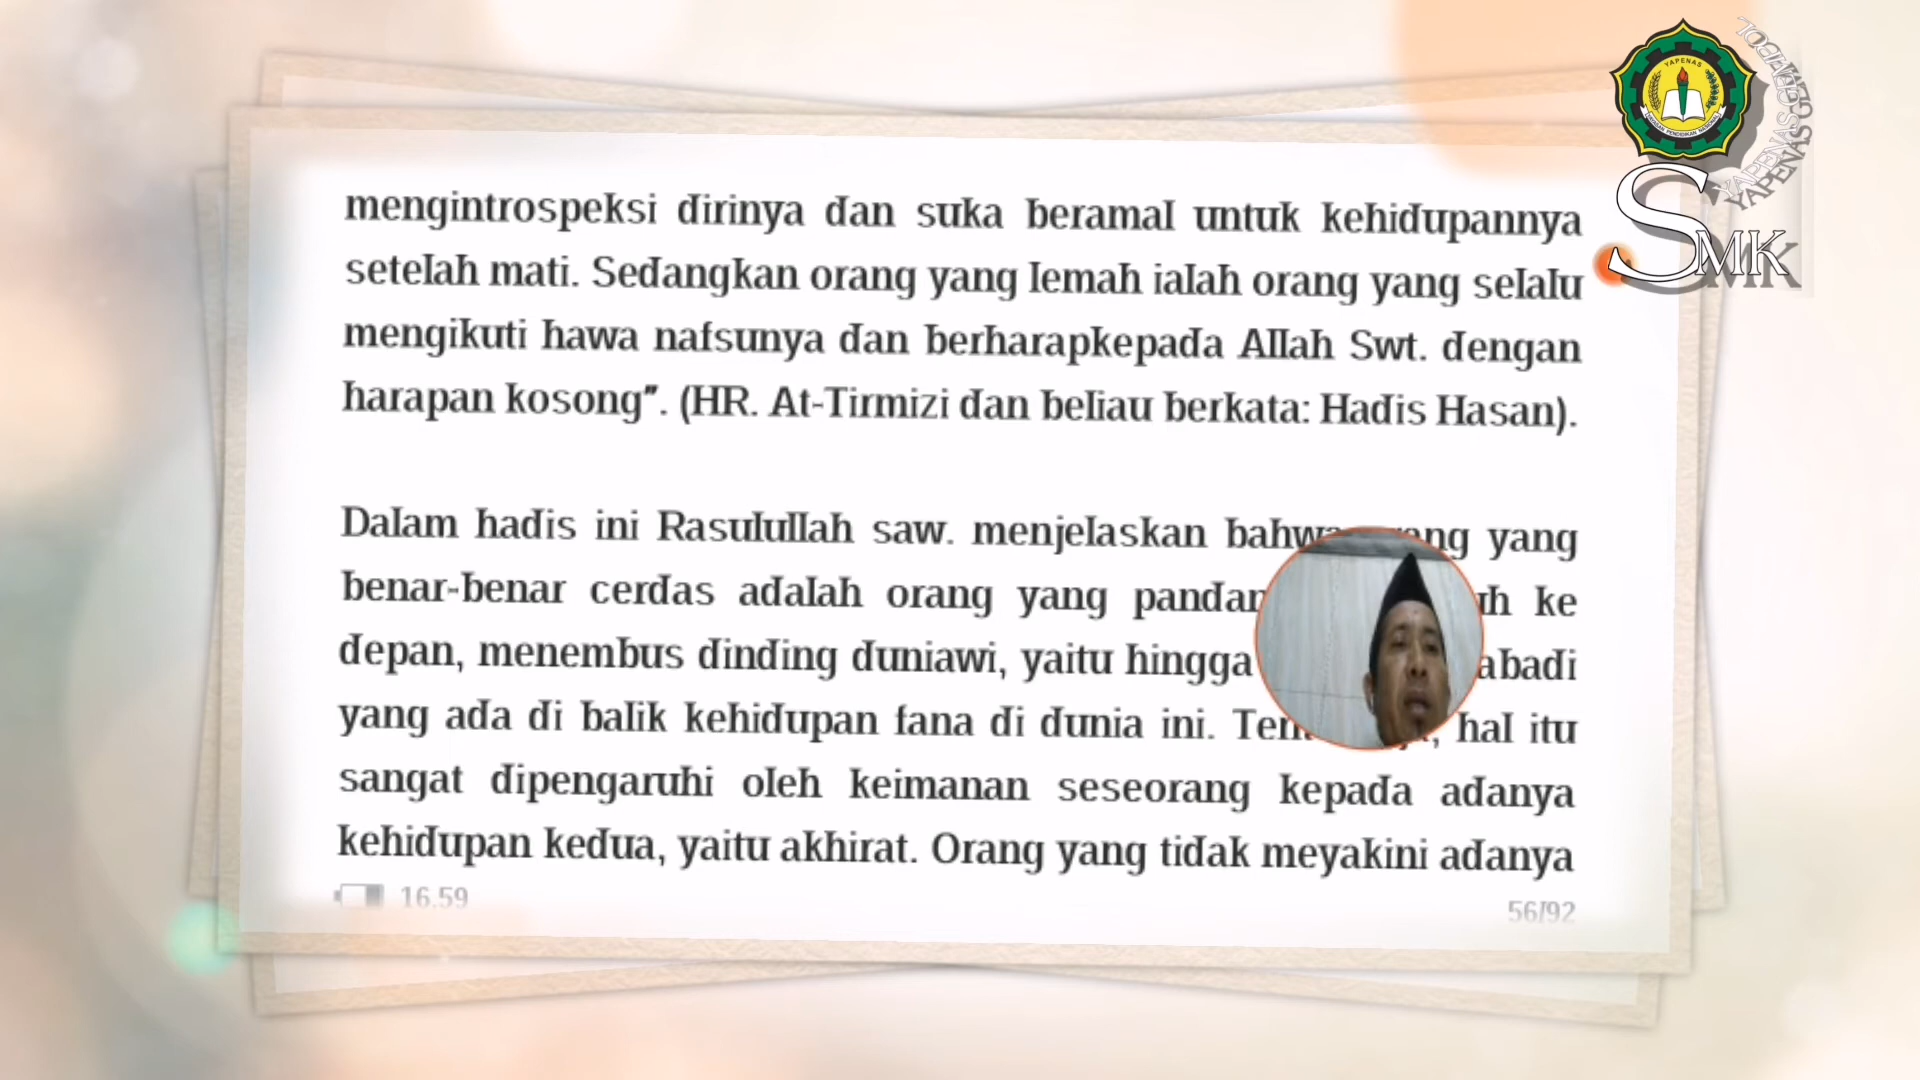 mengintrospeksi dirinya dan suka beramal untuk kehidupannya
setelah mati. Sedangkan orang yang lemah ialah orang yang selalu
mengikuti hawa nafsunya dan berharapkepada Allah Swt. dengan
harapan kosong”. (HR. At-Tirmizi dan beliau berkata: Hadis Hasan).
Dalam hadis ini Rasulullah saw. menjelaskan yang
benar-benar cerdas adalah orang yang ke
depan, menembus dinding duniawi, yaitu hingga abadi
yang ada di balik kehidupan fana di dunia ini. hal itu
sangat dipengaruhi oleh keimanan seseorang kepada adanya
kehidupan kedua, yaitu akhirat. Orang yang tidak meyakini adanya
16.59
56/92
YAPENAS
SMK
YAPENAS